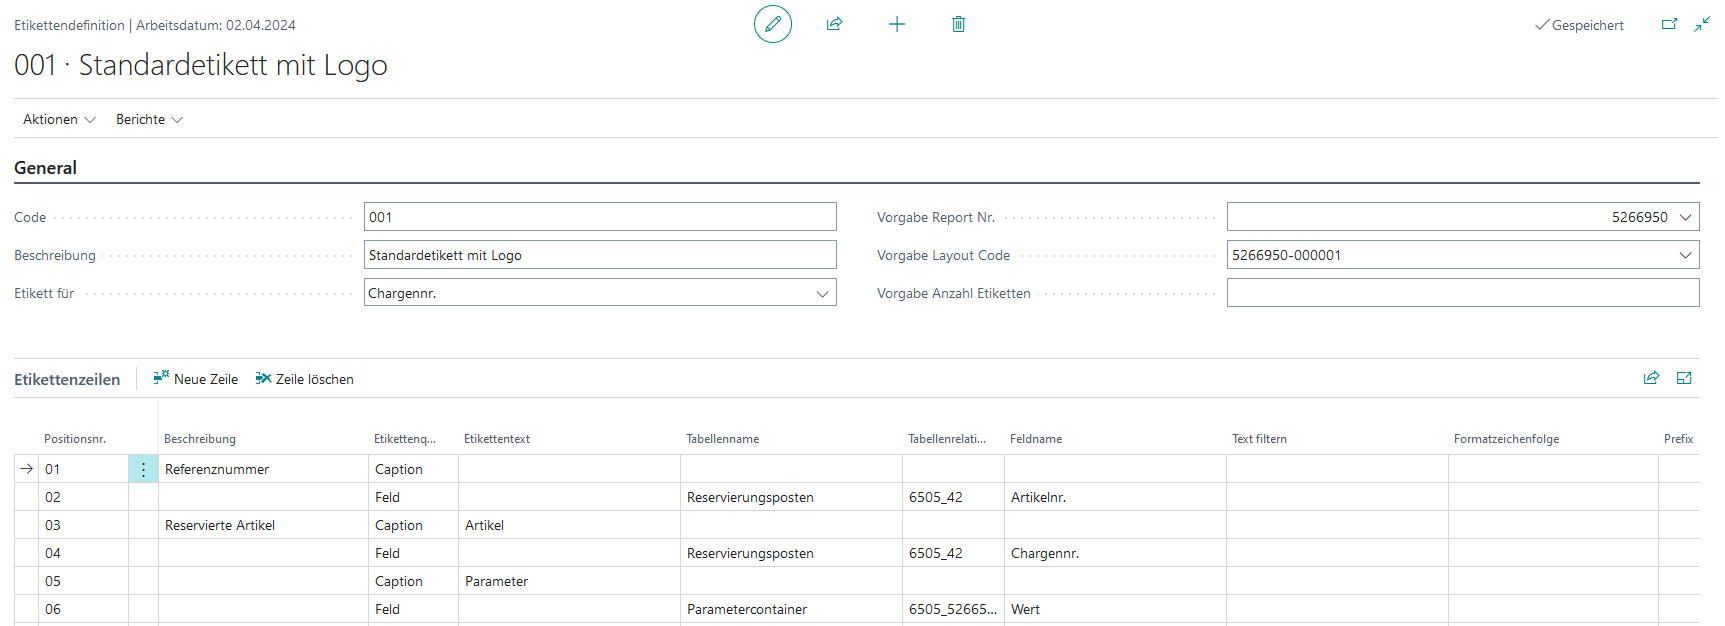 Etikettendefinition | Arbeitsdatum: 02.04.2024
Gespeichert
001 · Standardetikett mit Logo
Aktionen Berichte
General
Code 001 Vorgabe Report Nr. 5266950
Beschreibung Standardetikett mit Logo Vorgabe Layout Code 5266950-000001
Etikett für Chargennr. Vorgabe Anzahl Etiketten
Etikettenzeilen Neue Zeile Zeile löschen
Positionsnr. Beschreibung Etikettenq... Etikettentext Tabellenname Tabellenrelati... Feldname Text filtern Formatzeichenfolge Prefix
01 Referenznummer Caption
02 Feld Reservierungsposten 6505_42 Artikelnr.
03 Reservierte Artikel Caption Artikel
04 Feld Reservierungsposten 6505_42 Chargennr.
05 Caption Parameter
06 Feld Parametercontainer 6505_52665... Wert